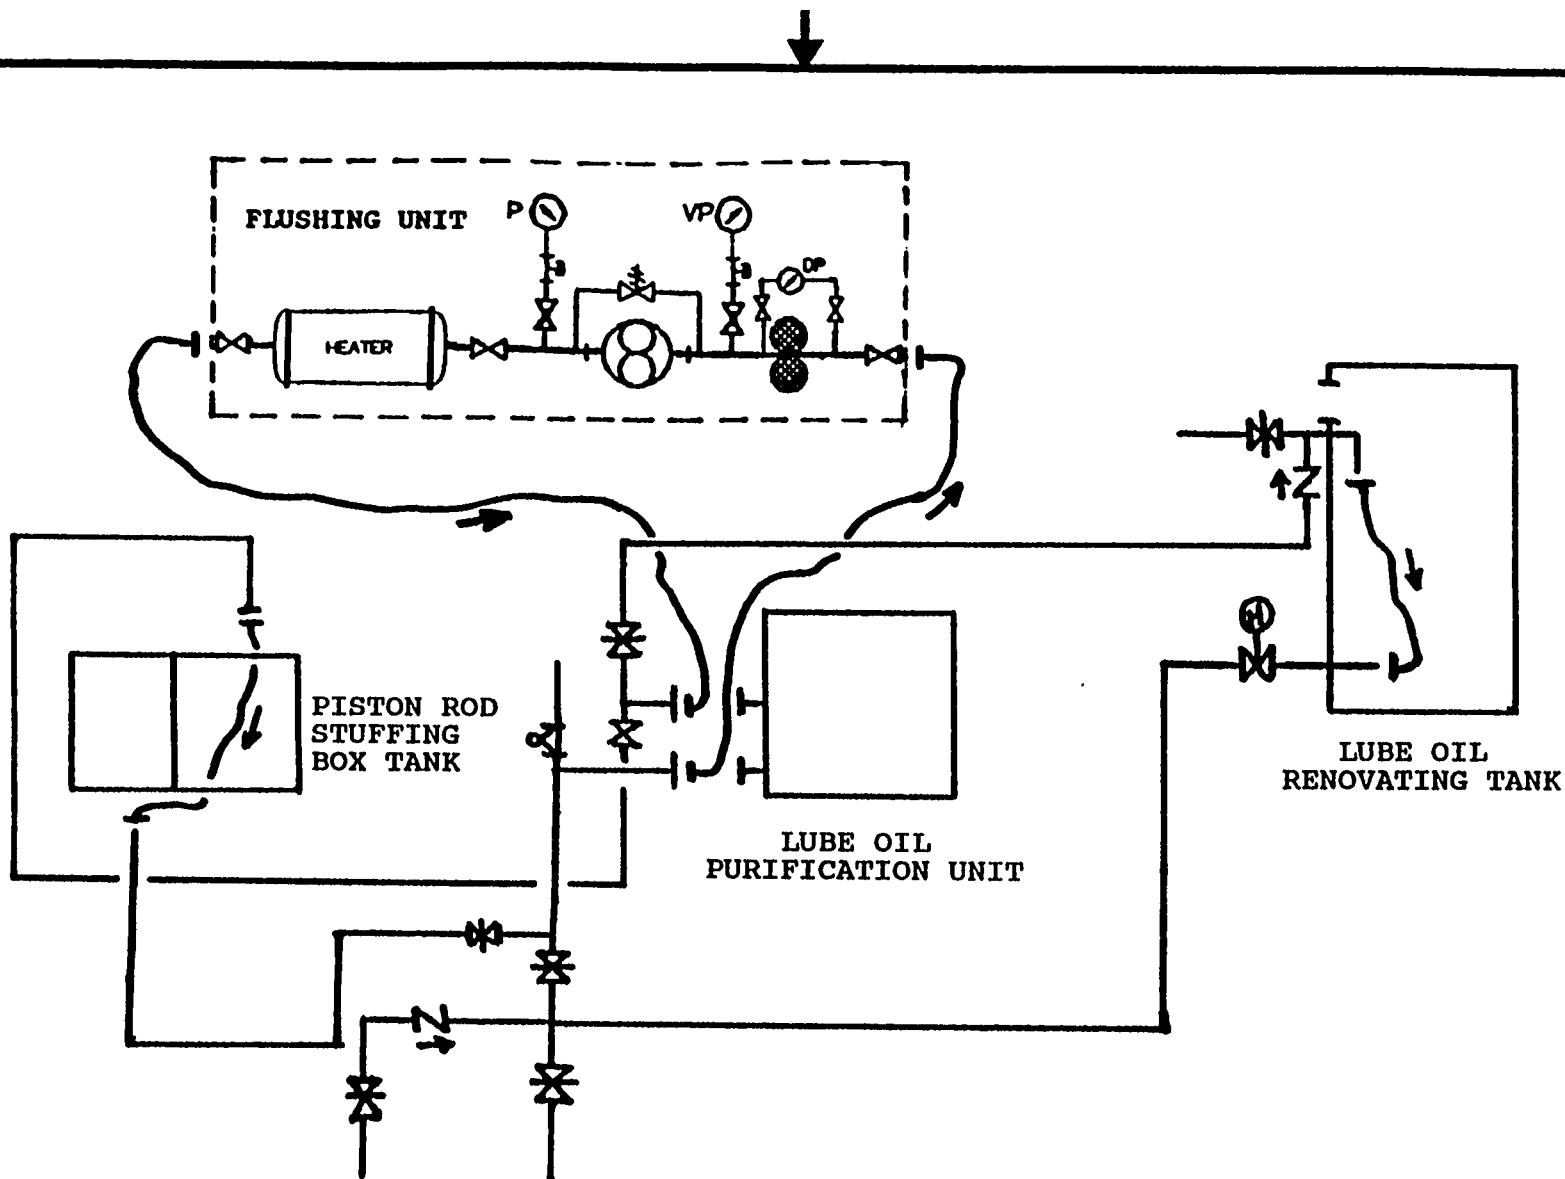 FLUSHING UNIT
P
VP
DP
HEATER
M
PISTON ROD
STUFFING
BOX TANK
LUBE OIL
RENOVATING TANK
LUBE OIL
PURIFICATION UNIT